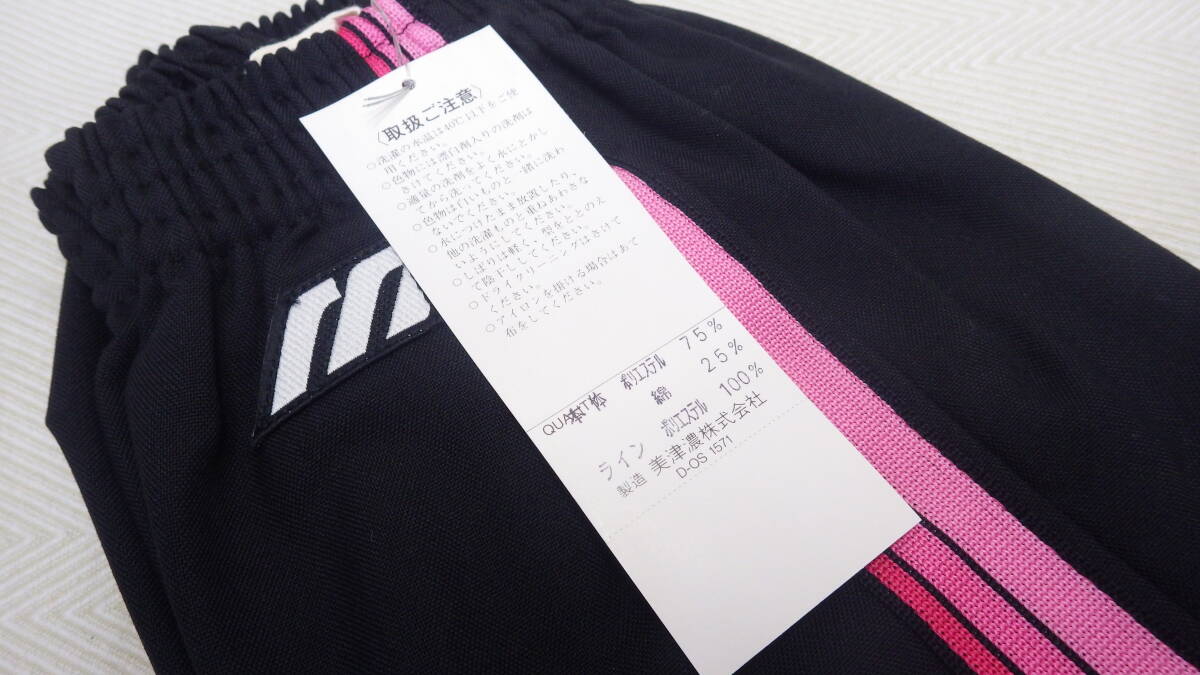 〈取扱ご注意〉
○洗濯の水温は40℃以下をご使
用ください。
○色物には漂白剤入りの洗剤は
さけてください。
○適量の洗剤をよく水にとかし
てから洗ってください。
○色物は白いものと一緒に洗わ
ないでください。
○水につけたまま放置したり、
他の洗濯ものと重ねあわさな
いようにしてください。
○しぼりは軽く、型をととのえ
て陰干ししてください。
○ドライクリーニングはさけて
ください。
○アイロンを掛ける場合はあて
布をしてください。
本体 ポリエステル 75%
綿 25%
ライン ポリエステル 100%
製造 美津濃株式会社
D-OS 1571